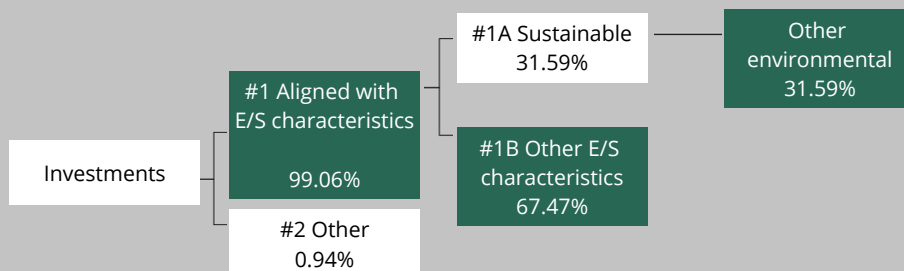 Investments
#1 Aligned with
E/S characteristics
99.06%
#2 Other
0.94%
#1A Sustainable
31.59%
#1B Other E/S
characteristics
67.47%
Other
environmental
31.59%